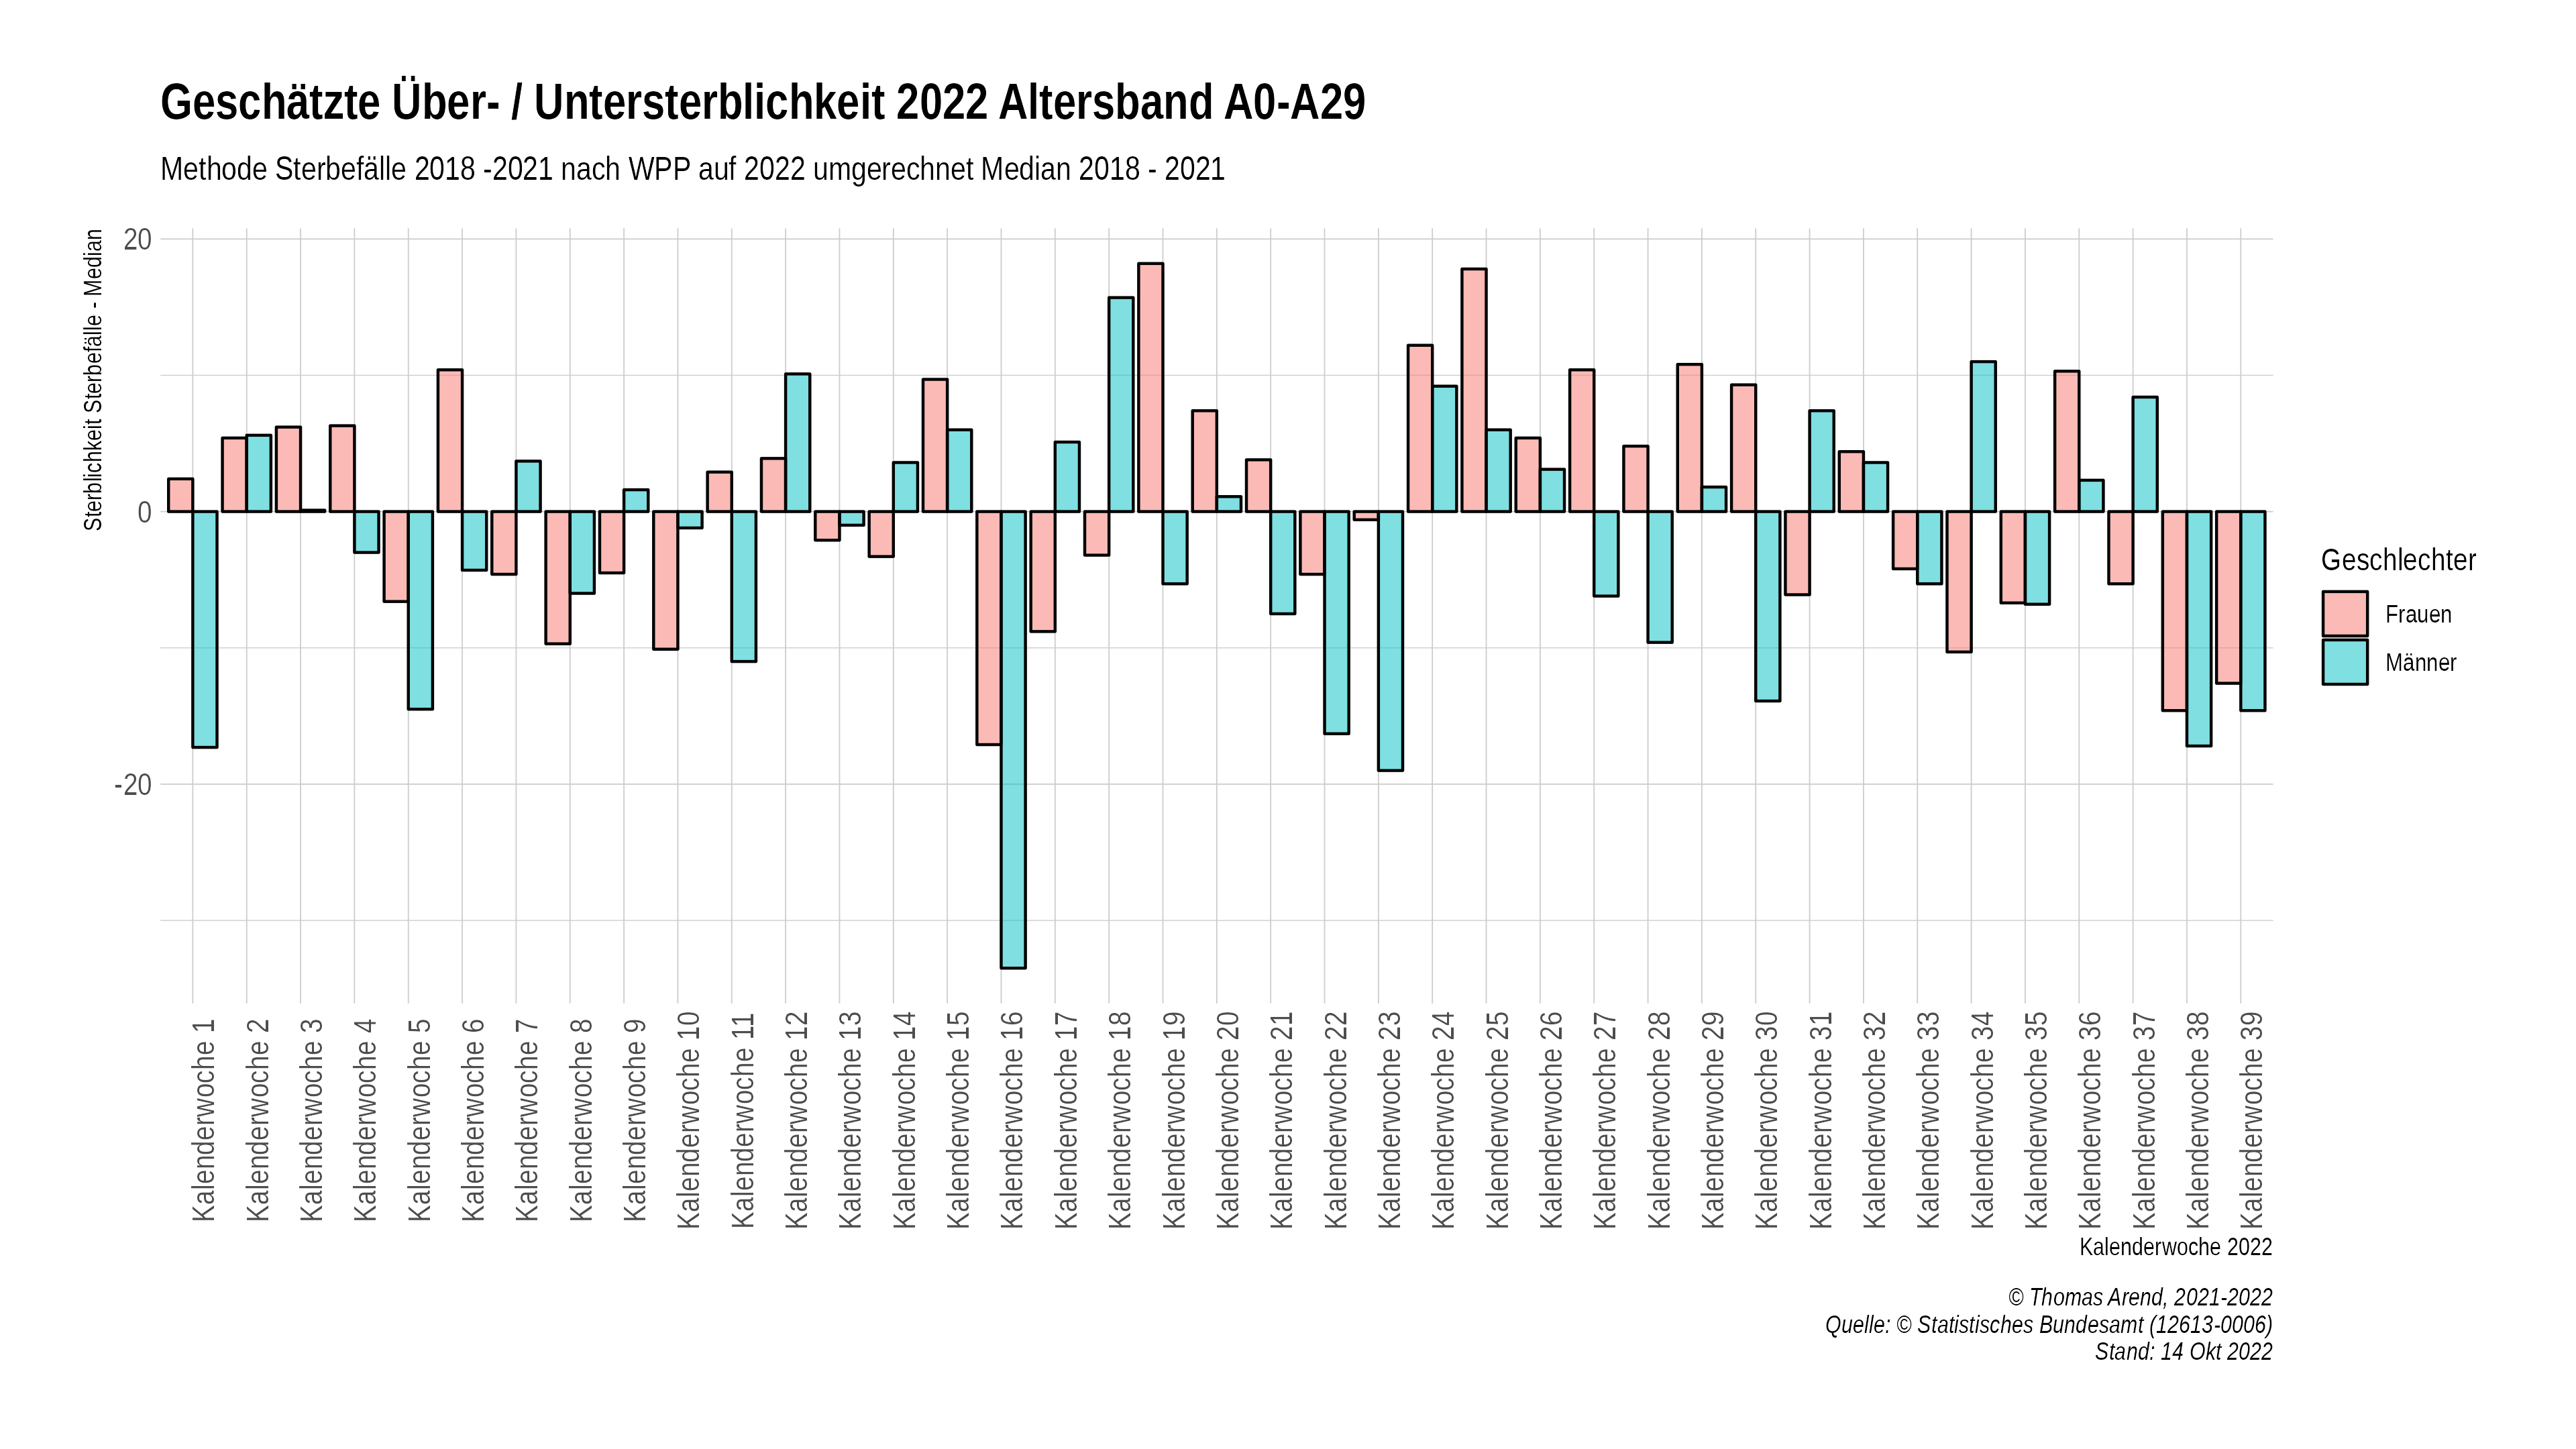 Geschätzte Über- / Untersterblichkeit 2022 Altersband A0-A29
Methode Sterbefälle 2018 -2021 nach WPP auf 2022 umgerechnet Median 2018 - 2021
Sterblichkeit Sterbefälle - Median
20
0
-20
Geschlechter
Frauen
Männer
Kalenderwoche 1
Kalenderwoche 2
Kalenderwoche 3
Kalenderwoche 4
Kalenderwoche 5
Kalenderwoche 6
Kalenderwoche 7
Kalenderwoche 8
Kalenderwoche 9
Kalenderwoche 10
Kalenderwoche 11
Kalenderwoche 12
Kalenderwoche 13
Kalenderwoche 14
Kalenderwoche 15
Kalenderwoche 16
Kalenderwoche 17
Kalenderwoche 18
Kalenderwoche 19
Kalenderwoche 20
Kalenderwoche 21
Kalenderwoche 22
Kalenderwoche 23
Kalenderwoche 24
Kalenderwoche 25
Kalenderwoche 26
Kalenderwoche 27
Kalenderwoche 28
Kalenderwoche 29
Kalenderwoche 30
Kalenderwoche 31
Kalenderwoche 32
Kalenderwoche 33
Kalenderwoche 34
Kalenderwoche 35
Kalenderwoche 36
Kalenderwoche 37
Kalenderwoche 38
Kalenderwoche 39
Kalenderwoche 2022
© Thomas Arend, 2021-2022
Quelle: © Statistisches Bundesamt (12613-0006)
Stand: 14 Okt 2022